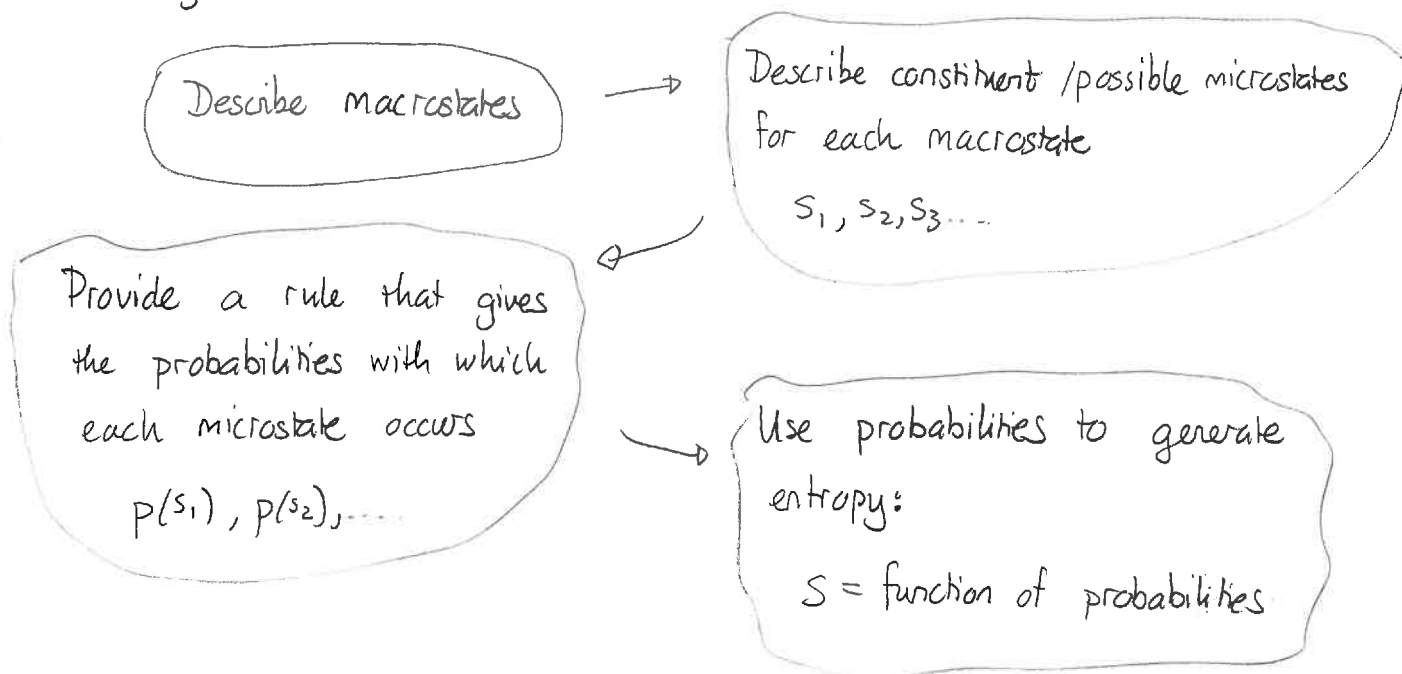 Describe macrostates
Describe constituent /possible microstates
for each macrostate
s₁, s₂, s₃....
Provide a rule that gives
the probabilities with which
each microstate occurs
p(s₁), p(s₂),....
Use probabilities to generate
entropy:
S = function of probabilities